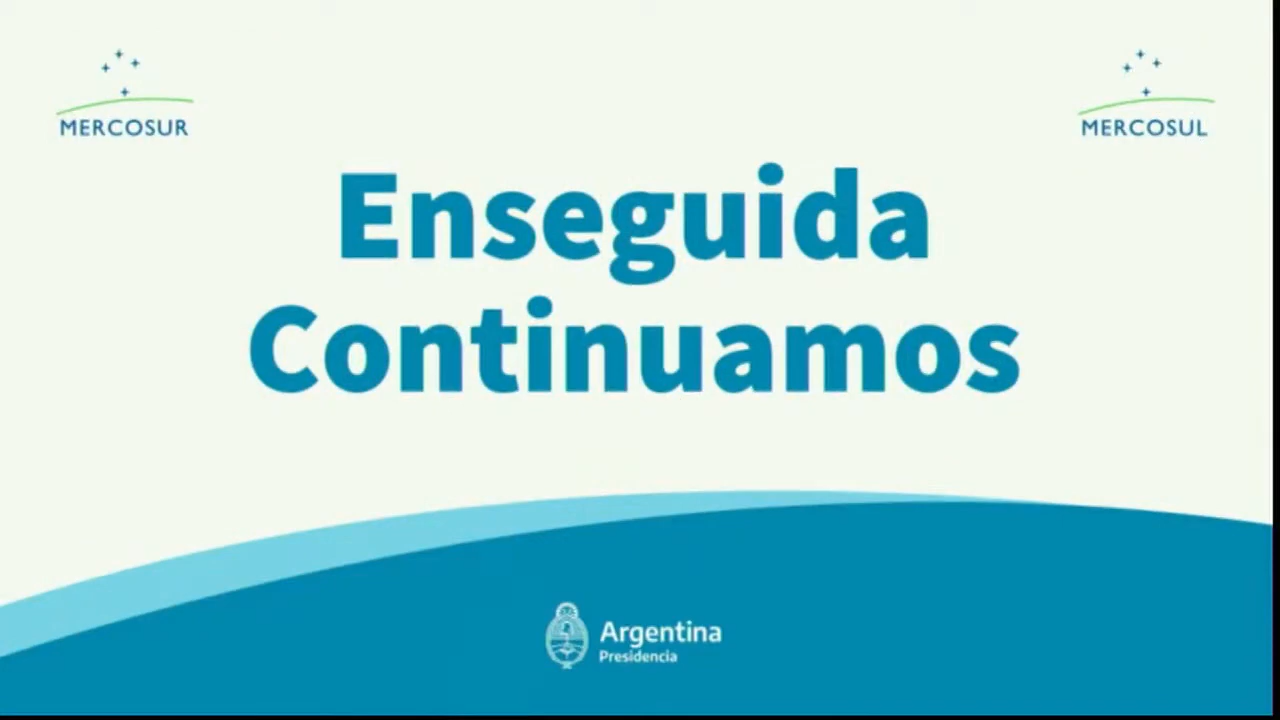 MERCOSUR
MERCOSUL
Enseguida
Continuamos
Argentina
Presidencia